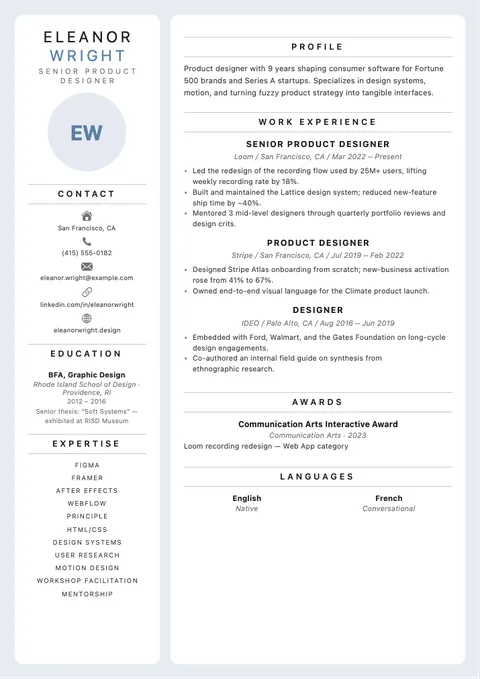 ELEANOR
WRIGHT
SENIOR PRODUCT
DESIGNER
EW
CONTACT
San Francisco, CA
(415) 555-0182
eleanor.wright@example.com
linkedin.com/in/eleanorwright
eleanorwright.design
EDUCATION
BFA, Graphic Design
Rhode Island School of Design ·
Providence, RI
2012 – 2016
Senior thesis: "Soft Systems" —
exhibited at RISD Museum
EXPERTISE
FIGMA
FRAMER
AFTER EFFECTS
WEBFLOW
PRINCIPLE
HTML/CSS
DESIGN SYSTEMS
USER RESEARCH
MOTION DESIGN
WORKSHOP FACILITATION
MENTORSHIP
PROFILE
Product designer with 9 years shaping consumer software for Fortune
500 brands and Series A startups. Specializes in design systems,
motion, and turning fuzzy product strategy into tangible interfaces.
WORK EXPERIENCE
SENIOR PRODUCT DESIGNER
Loom / San Francisco, CA / Mar 2022 — Present
• Led the redesign of the recording flow used by 25M+ users, lifting
weekly recording rate by 18%.
• Built and maintained the Lattice design system; reduced new-feature
ship time by ~40%.
• Mentored 3 mid-level designers through quarterly portfolio reviews and
design crits.
PRODUCT DESIGNER
Stripe / San Francisco, CA / Jul 2019 — Feb 2022
• Designed Stripe Atlas onboarding from scratch; new-business activation
rose from 41% to 67%.
• Owned end-to-end visual language for the Climate product launch.
DESIGNER
IDEO / Palo Alto, CA / Aug 2016 — Jun 2019
• Embedded with Ford, Walmart, and the Gates Foundation on long-cycle
design engagements.
• Co-authored an internal field guide on synthesis from
ethnographic research.
AWARDS
Communication Arts Interactive Award
Communication Arts · 2023
Loom recording redesign — Web App category
LANGUAGES
English
Native
French
Conversational